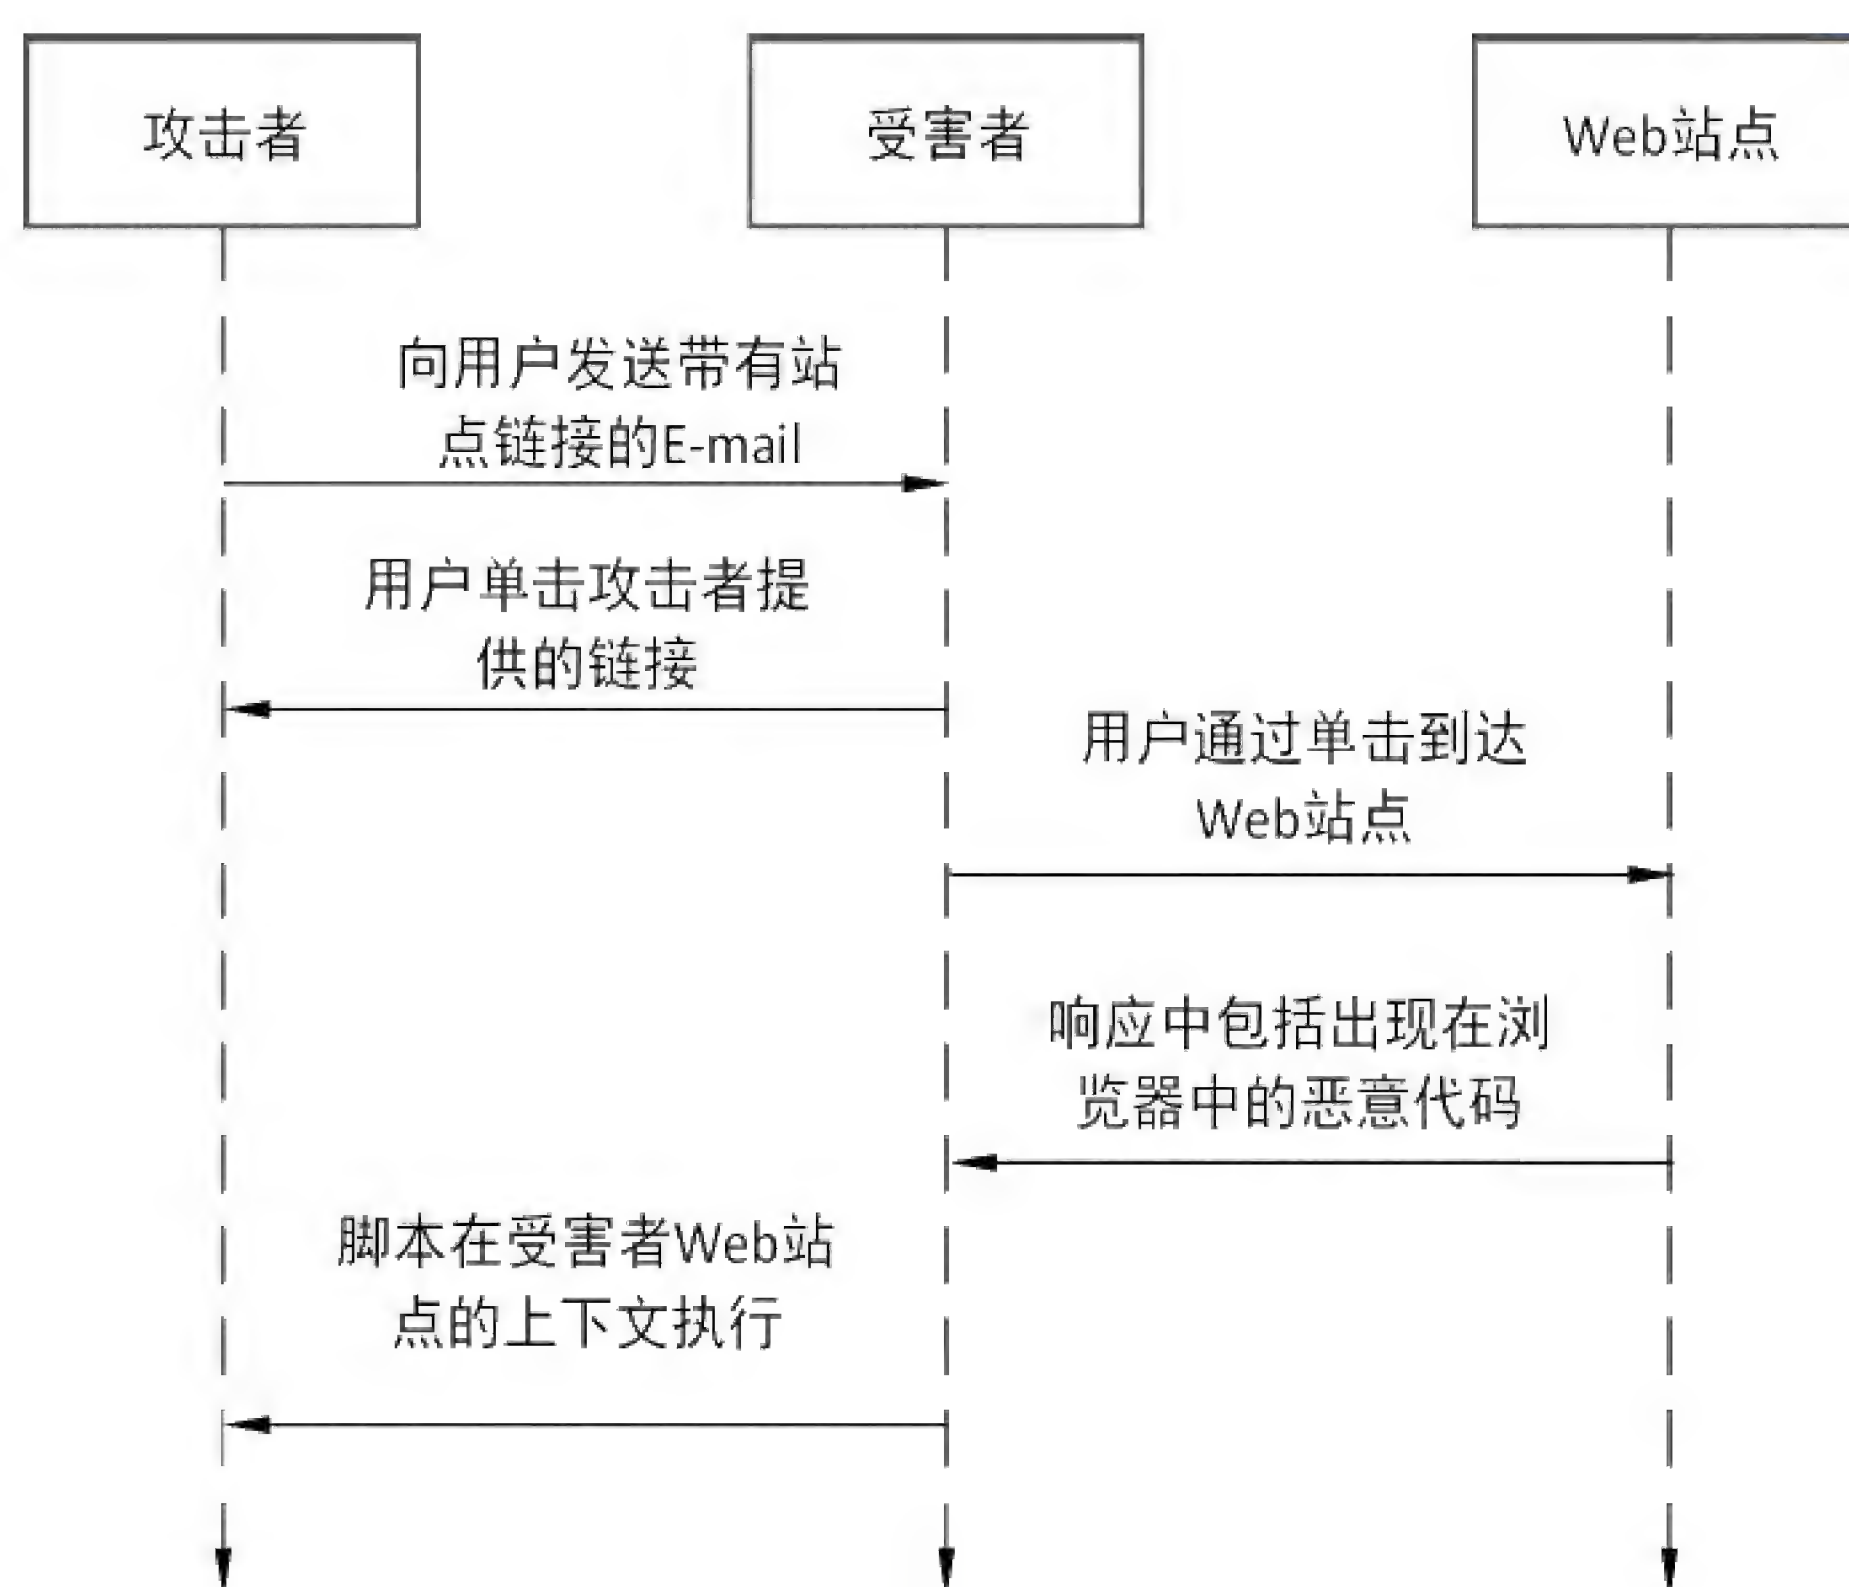 攻击者
受害者
Web站点
向用户发送带有站
点链接的E-mail
用户单击攻击者提
供的链接
用户通过单击到达
Web站点
响应中包括出现在浏
览器中的恶意代码
脚本在受害者Web站
点的上下文执行